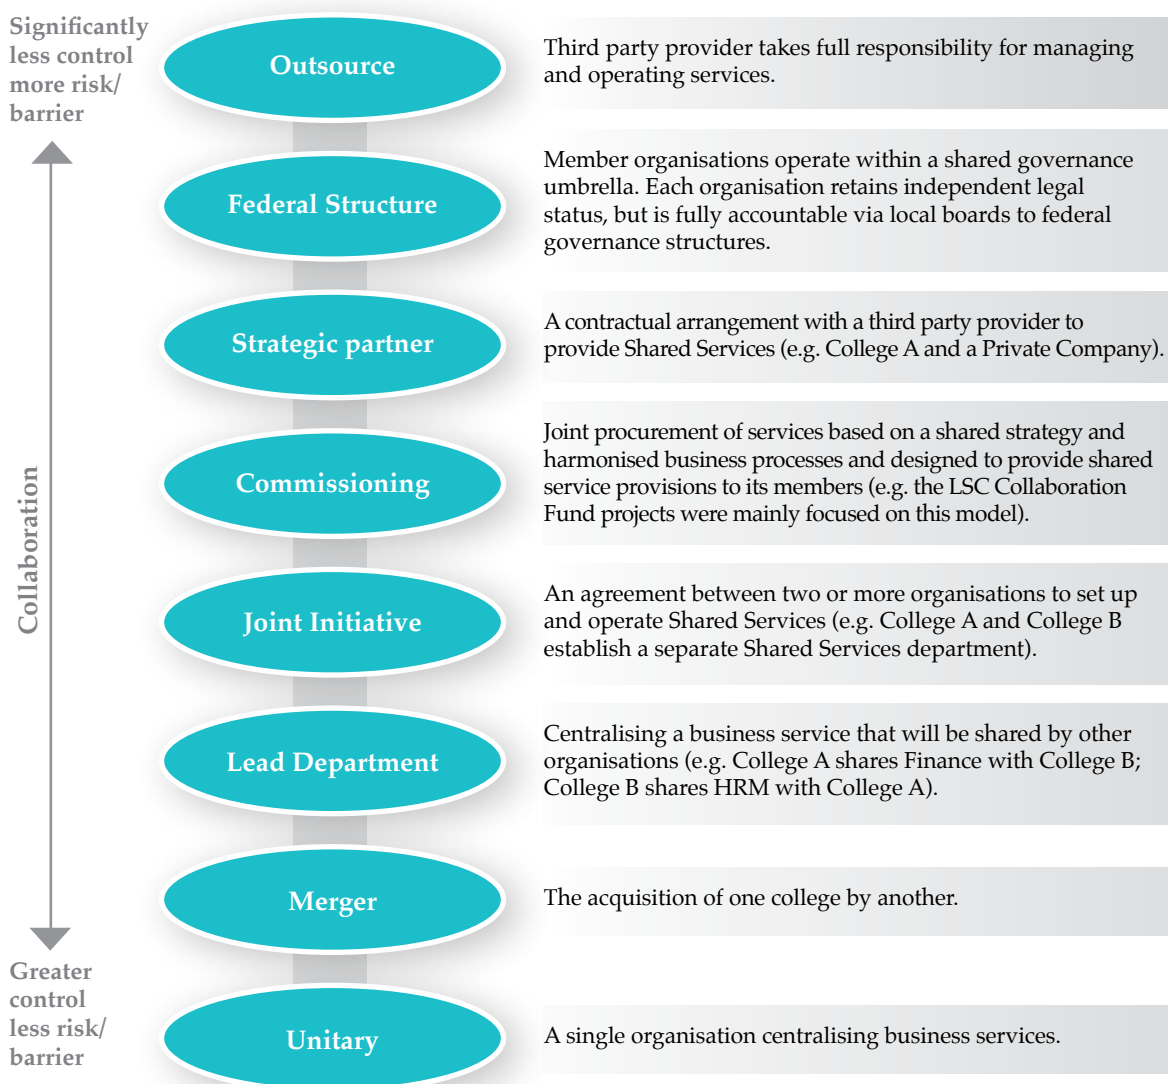 Significantly
less control
more risk/
barrier
Outsource
Third party provider takes full responsibility for managing
and operating services.
Federal Structure
Member organisations operate within a shared governance
umbrella. Each organisation retains independent legal
status, but is fully accountable via local boards to federal
governance structures.
Strategic partner
A contractual arrangement with a third party provider to
provide Shared Services (e.g. College A and a Private Company).
Collaboration
Commissioning
Joint procurement of services based on a shared strategy and
harmonised business processes and designed to provide shared
service provisions to its members (e.g. the LSC Collaboration
Fund projects were mainly focused on this model).
Joint Initiative
An agreement between two or more organisations to set up
and operate Shared Services (e.g. College A and College B
establish a separate Shared Services department).
Lead Department
Centralising a business service that will be shared by other
organisations (e.g. College A shares Finance with College B;
College B shares HRM with College A).
Merger
The acquisition of one college by another.
Greater
control
less risk/
barrier
Unitary
A single organisation centralising business services.